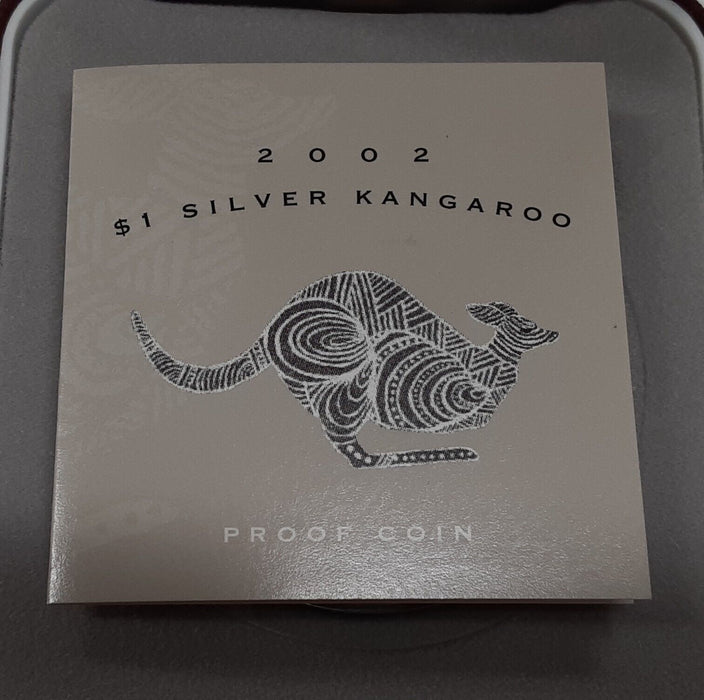 2002
$1 SILVER KANGAROO
PROOF COIN